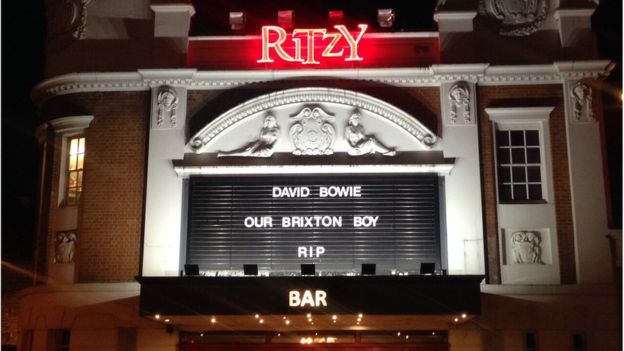 RITZY
DAVID BOWIE
OUR BRIXTON BOY
RIP
BAR